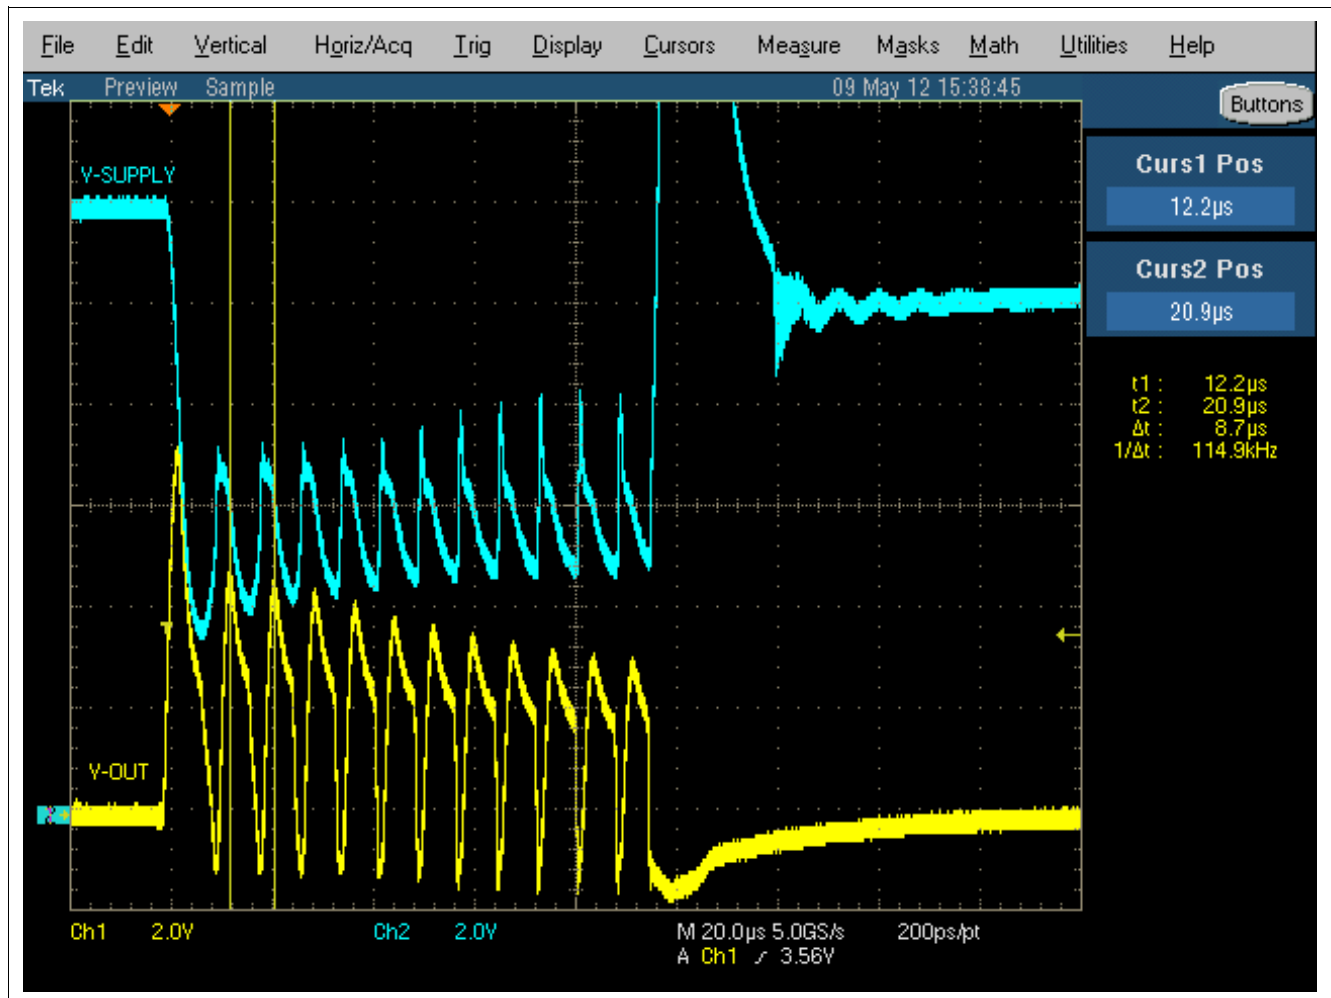 File Edit Vertical Horiz/Acq Trig Display Cursors Measure Masks Math Utilities Help
Tek Preview Sample 09 May 12 15:38:45
Buttons
Curs1 Pos
12.2µs
Curs2 Pos
20.9µs
t1 : 12.2µs
t2 : 20.9µs
Δt : 8.7µs
1/Δt : 114.9kHz
V-SUPPLY
V-OUT
Ch1 2.0V Ch2 2.0V M 20.0µs 5.0GS/s 200ps/pt
A Ch1 ⁄ 3.56V